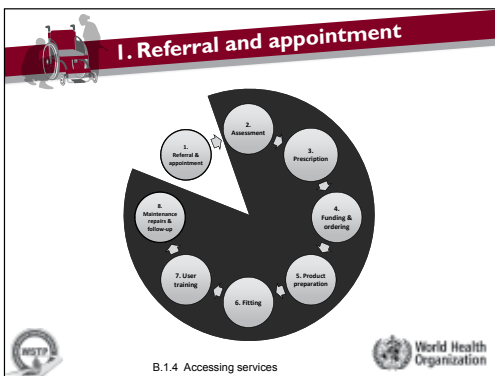 1. Referral and appointment
1.
Referral &
appointment
2.
Assessment
3.
Prescription
4.
Funding &
ordering
5. Product
preparation
6. Fitting
7. User
training
8.
Maintenance
repairs &
follow-up
WSTP
B.1.4 Accessing services
World Health
Organization